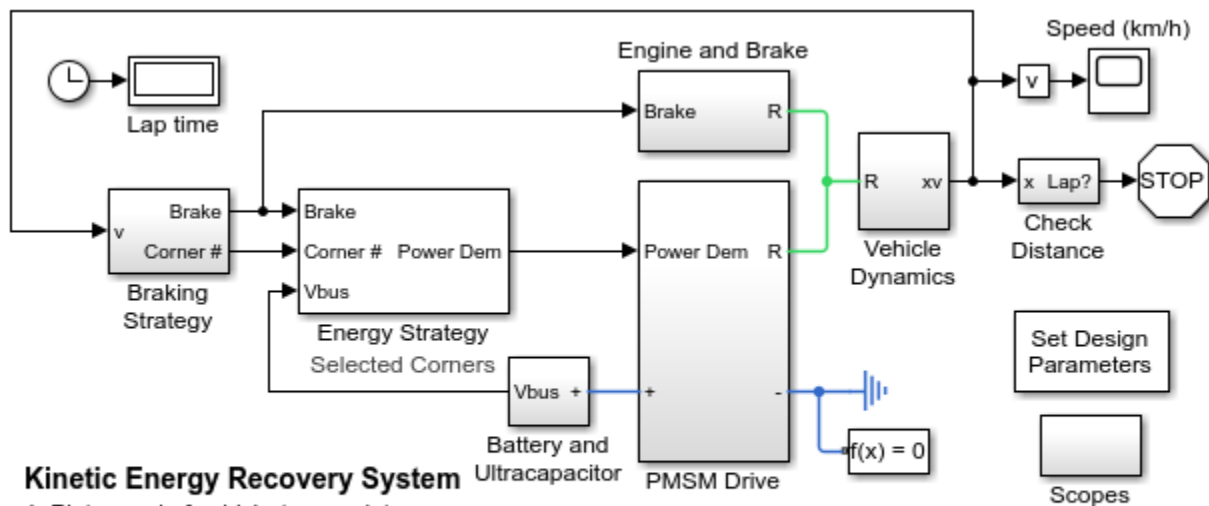 Speed (km/h)
Engine and Brake
v
Lap time
Brake R
R xv
x Lap?
STOP
Vehicle
Dynamics
Check
Distance
v
Brake
Corner #
Braking
Strategy
Brake
Corner # Power Dem
Vbus
Energy Strategy
Selected Corners
Power Dem R
+ -
PMSM Drive
Vbus +
Battery and
Ultracapacitor
f(x) = 0
Set Design
Parameters
Scopes
Kinetic Energy Recovery System